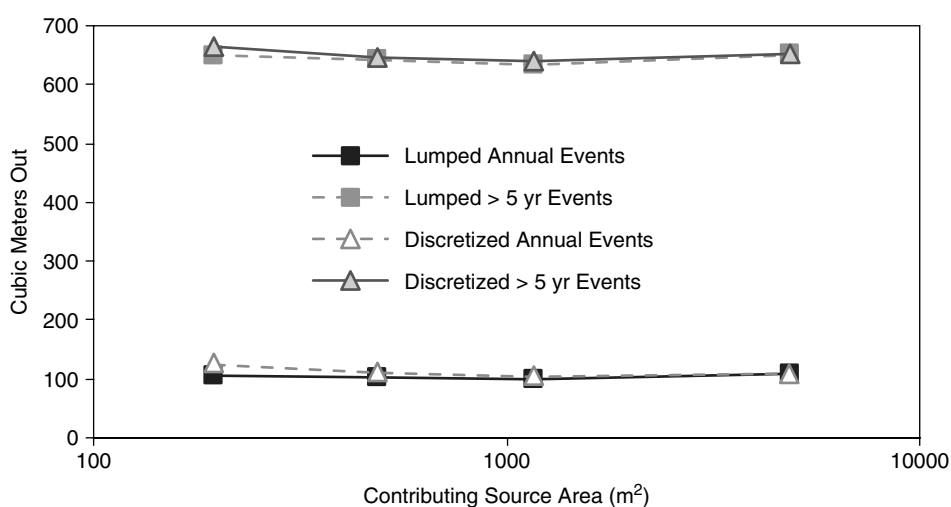 700
600
500
400
300
200
100
0
Cubic Meters Out
Lumped Annual Events
Lumped > 5 yr Events
Discretized Annual Events
Discretized > 5 yr Events
100 1000 10000
Contributing Source Area (m²)